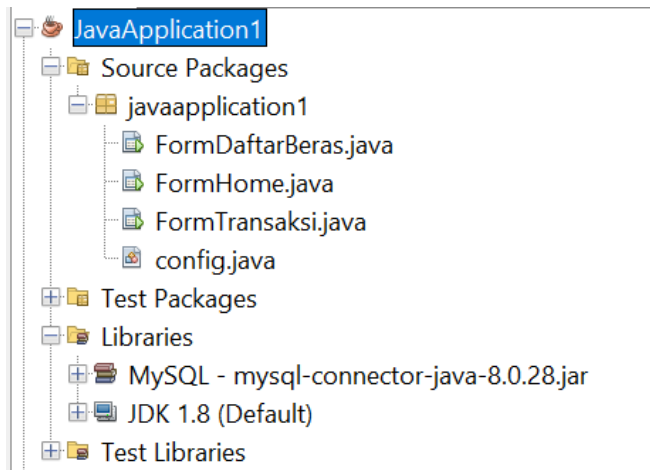 JavaApplication1
Source Packages
javaapplication1
FormDaftarBeras.java
FormHome.java
FormTransaksi.java
config.java
Test Packages
Libraries
MySQL - mysql-connector-java-8.0.28.jar
JDK 1.8 (Default)
Test Libraries